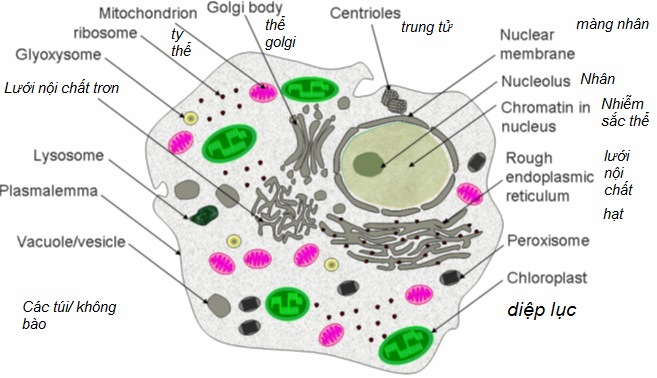 Mitochondrion
ribosome
ty
thể
Golgi body
thể
golgi
Centrioles
trung tử
Nuclear
membrane
màng nhân
Glyoxysome
Nucleolus
Nhân
Lưới nội chất trơn
Chromatin in
nucleus
Nhiễm
sắc thể
Lysosome
Rough
endoplasmic
reticulum
lưới
nội
chất
hạt
Plasmalemma
Vacuole/vesicle
Peroxisome
Chloroplast
Các túi/ không
bào
diệp lục